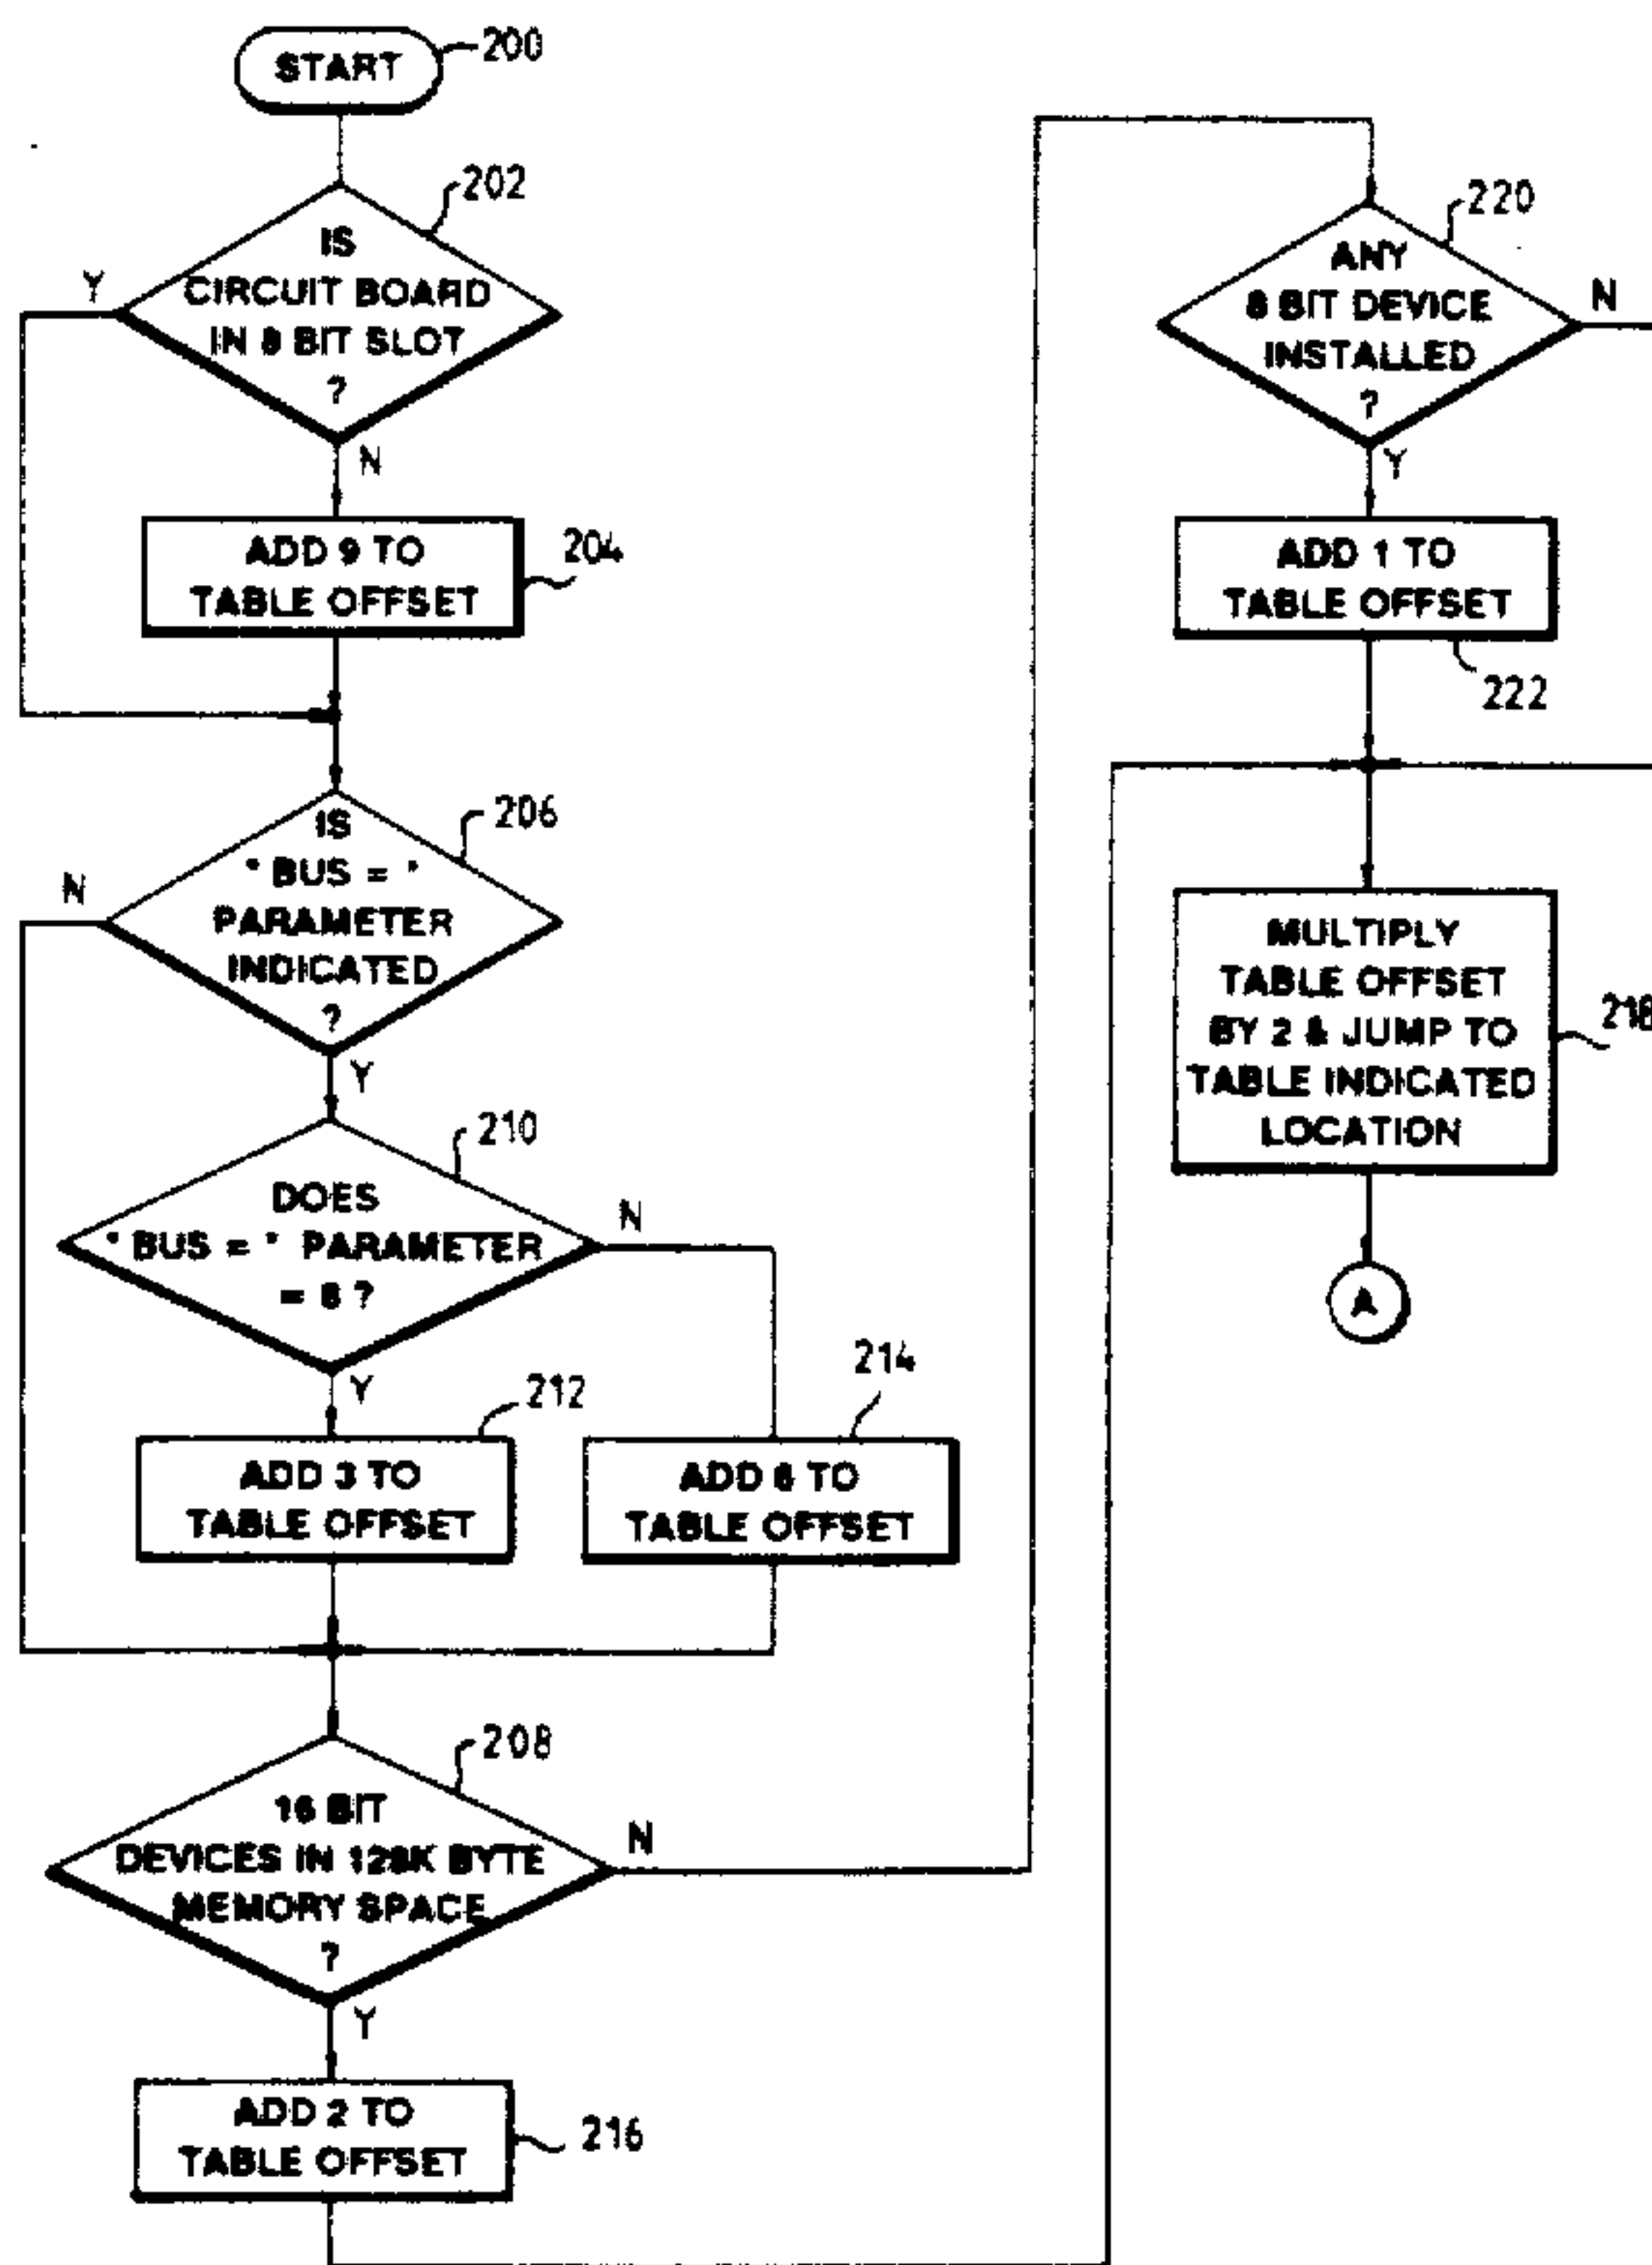 START
200
202
IS
CIRCUIT BOARD
IN 8 BIT SLOT
?
Y
N
ADD 9 TO
TABLE OFFSET
204
206
IS
" BUS = "
PARAMETER
INDICATED
?
N
Y
210
DOES
" BUS = " PARAMETER
= 8 ?
N
Y
212
ADD 3 TO
TABLE OFFSET
214
ADD 6 TO
TABLE OFFSET
208
16 BIT
DEVICES IN 128K BYTE
MEMORY SPACE
?
N
Y
ADD 2 TO
TABLE OFFSET
216
220
ANY
8 BIT DEVICE
INSTALLED
?
N
Y
ADD 1 TO
TABLE OFFSET
222
MULTIPLY
TABLE OFFSET
BY 2 & JUMP TO
TABLE INDICATED
LOCATION
218
A